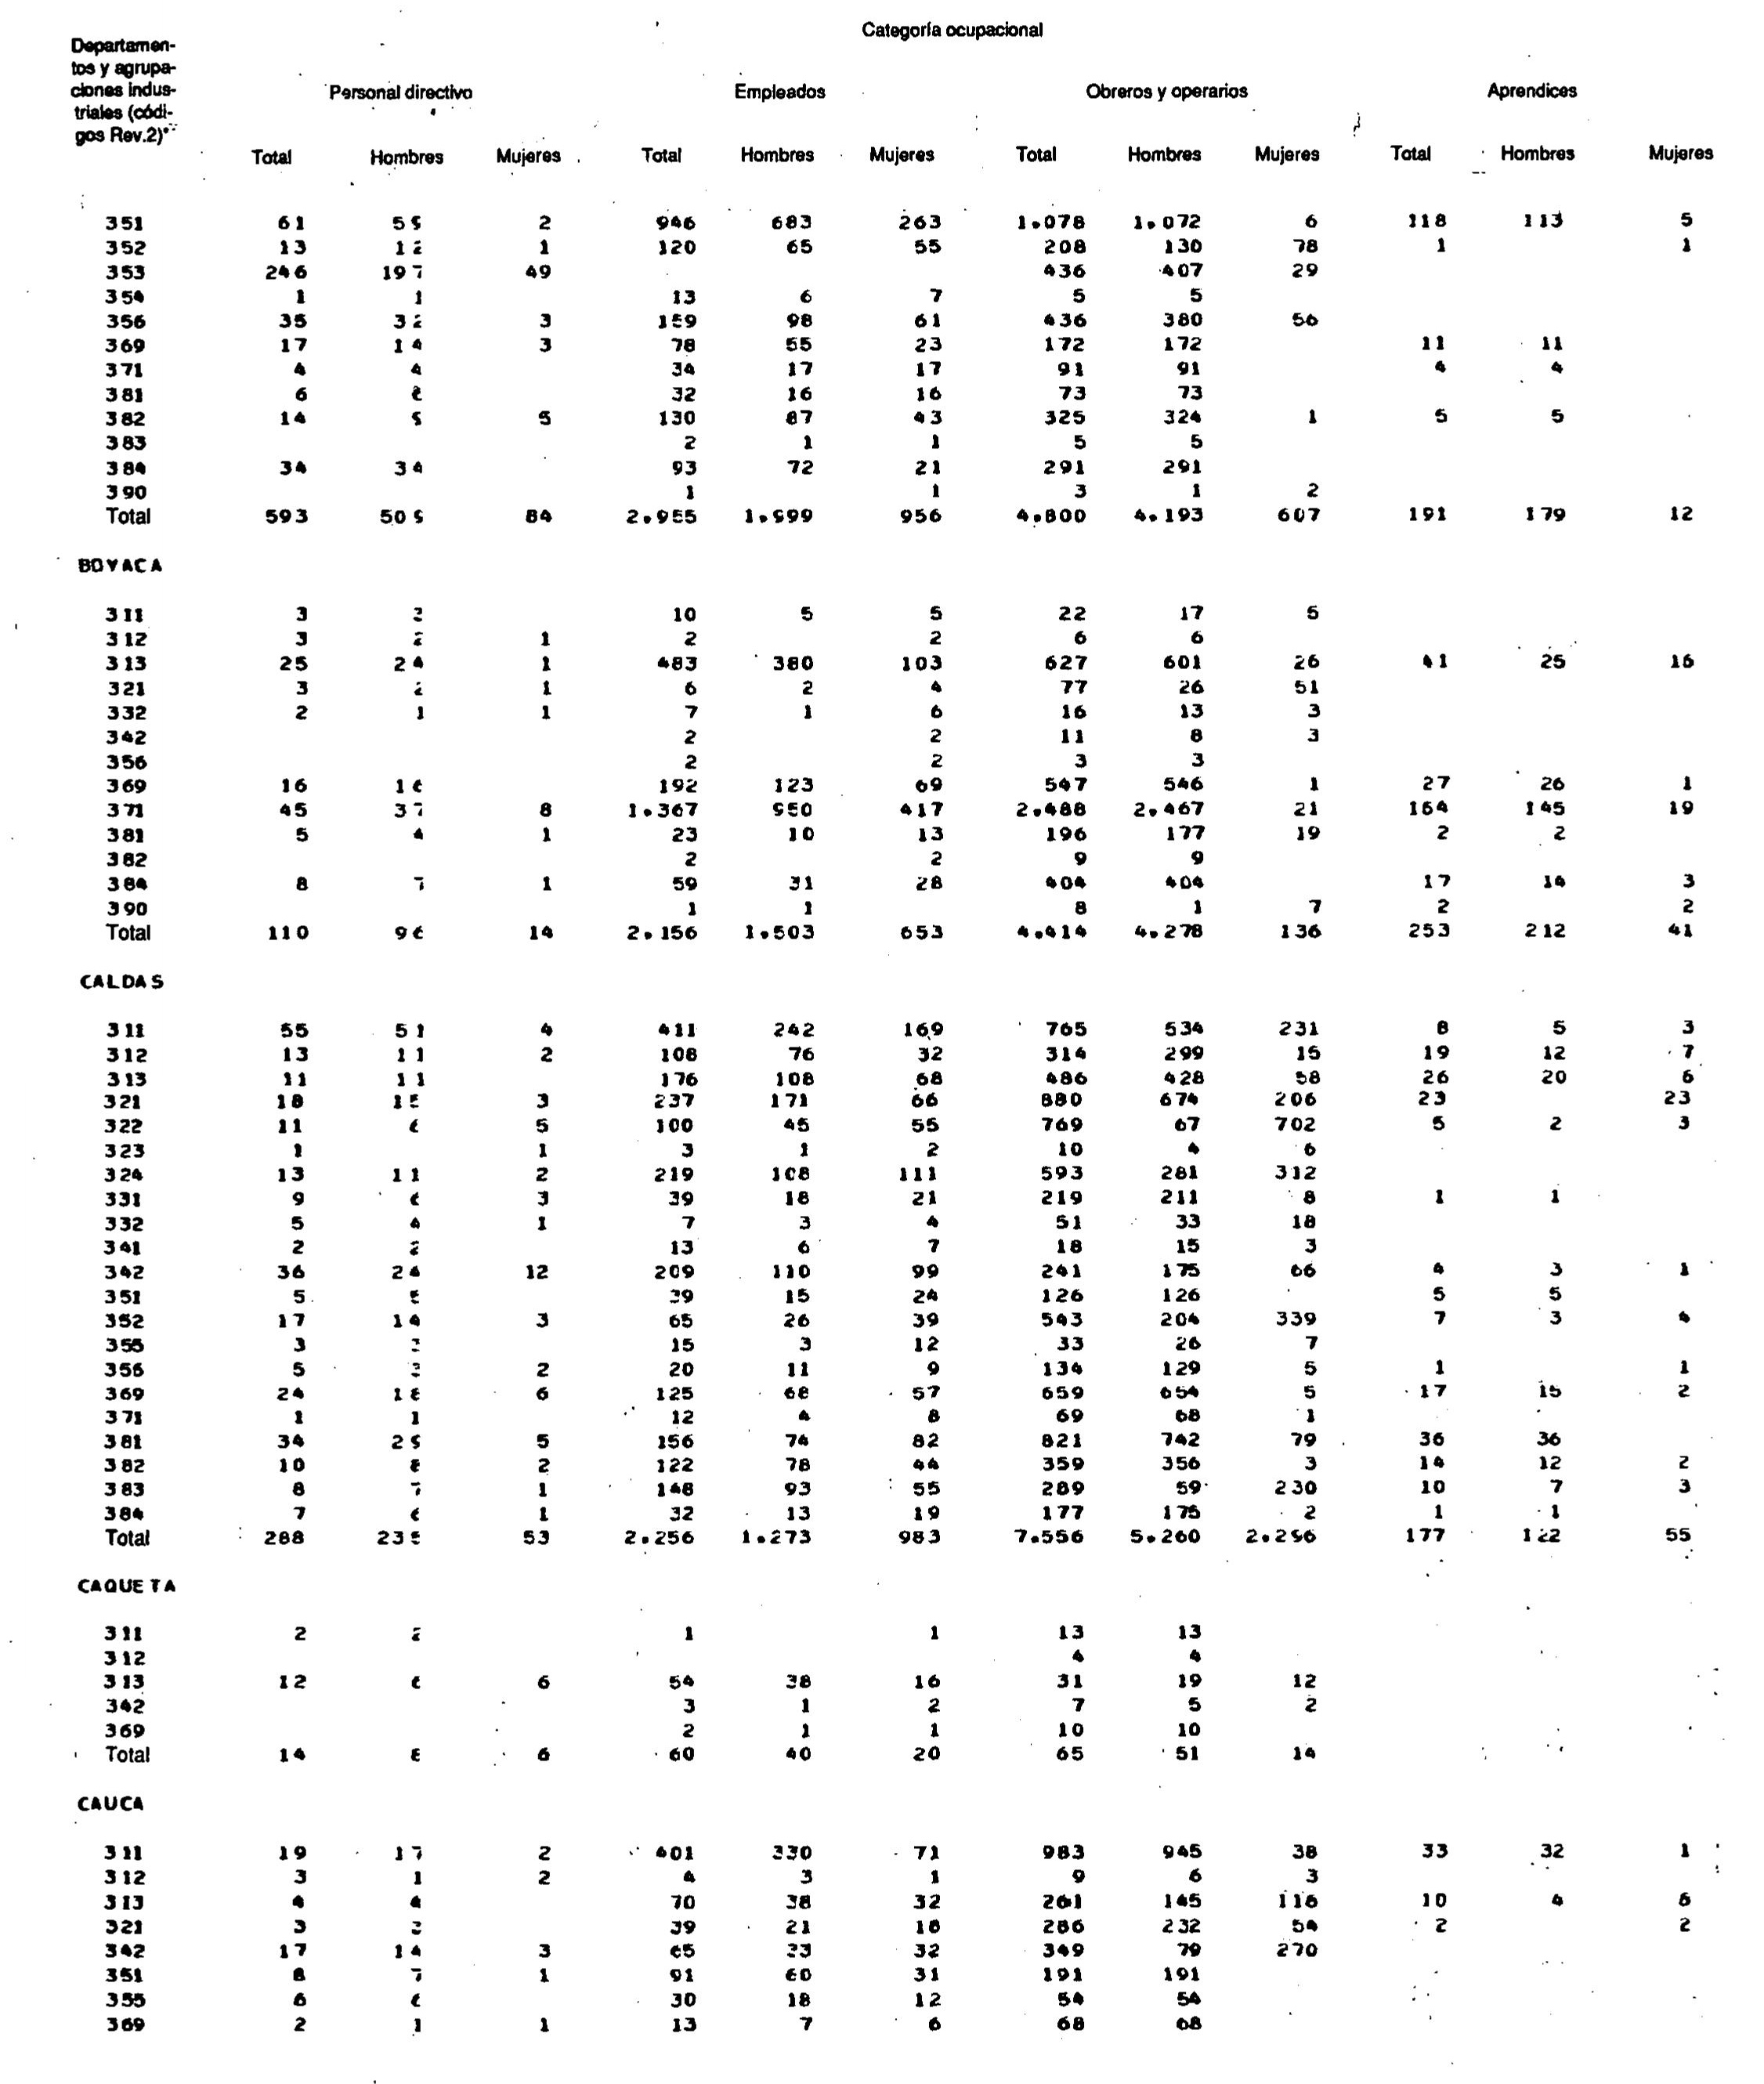 Categoría ocupacional
Departamen-
tos y agrupa-
ciones indus-
triales (códi-
gos Rev.2)*
Personal directivo Empleados Obreros y operarios Aprendices
Total Hombres Mujeres Total Hombres Mujeres Total Hombres Mujeres Total Hombres Mujeres
351 61 59 2 946 683 263 1.078 1.072 6 118 113 5
352 13 12 1 120 65 55 208 130 78 1 1
353 246 197 49 436 407 29
354 1 1 13 6 7 5 5
356 35 32 3 159 98 61 436 380 56
369 17 14 3 78 55 23 172 172 11 11
371 4 4 34 17 17 91 91 4 4
381 6 6 32 16 16 73 73
382 14 9 5 130 87 43 325 324 1 5 5
383 2 1 1 5 5
384 34 34 93 72 21 291 291
390 1 1 3 1 2
Total 593 509 84 2.955 1.999 956 4.800 4.193 607 191 179 12
BOYACA
311 3 3 10 5 5 22 17 5
312 3 2 1 2 2 6 6
313 25 24 1 483 380 103 627 601 26 41 25 16
321 3 2 1 6 2 4 77 26 51
332 2 1 1 7 1 6 16 13 3
342 2 2 11 8 3
356 2 2 3 3
369 16 16 192 123 69 547 546 1 27 26 1
371 45 37 8 1.367 950 417 2.488 2.467 21 164 145 19
381 5 4 1 23 10 13 196 177 19 2 2
382 2 2 9 9
384 8 7 1 59 31 28 404 404 17 14 3
390 1 1 8 1 7 2 2
Total 110 96 14 2.156 1.503 653 4.414 4.278 136 253 212 41
CALDAS
311 55 51 4 411 242 169 765 534 231 8 5 3
312 13 11 2 108 76 32 314 299 15 19 12 7
313 11 11 176 108 68 486 428 58 26 20 6
321 18 15 3 237 171 66 880 674 206 23 23
322 11 6 5 100 45 55 769 67 702 5 2 3
323 1 1 3 1 2 10 4 6
324 13 11 2 219 108 111 593 281 312
331 9 6 3 39 18 21 219 211 8 1 1
332 5 4 1 7 3 4 51 33 18
341 2 2 13 6 7 18 15 3
342 36 24 12 209 110 99 241 175 66 4 3 1
351 5 5 39 15 24 126 126 5 5
352 17 14 3 65 26 39 543 204 339 7 3 4
355 3 3 15 3 12 33 26 7
356 5 3 2 20 11 9 134 129 5 1 1
369 24 18 6 125 68 57 659 654 5 17 15 2
371 1 1 12 4 8 69 68 1
381 34 29 5 156 74 82 821 742 79 36 36
382 10 8 2 122 78 44 359 356 3 14 12 2
383 8 7 1 148 93 55 289 59 230 10 7 3
384 7 6 1 32 13 19 177 175 2 1 1
Total 288 235 53 2.256 1.273 983 7.556 5.260 2.296 177 122 55
CAQUETA
311 2 2 1 1 13 13
312 4 4
313 12 6 6 54 38 16 31 19 12
342 3 1 2 7 5 2
369 2 1 1 10 10
Total 14 8 6 60 40 20 65 51 14
CAUCA
311 19 17 2 401 330 71 983 945 38 33 32 1
312 3 1 2 4 3 1 9 6 3
313 4 4 70 38 32 261 145 116 10 4 6
321 3 3 39 21 18 286 232 54 2 2
342 17 14 3 65 33 32 349 79 270
351 8 7 1 91 60 31 191 191
355 6 6 30 18 12 54 54
369 2 1 1 13 7 6 68 68